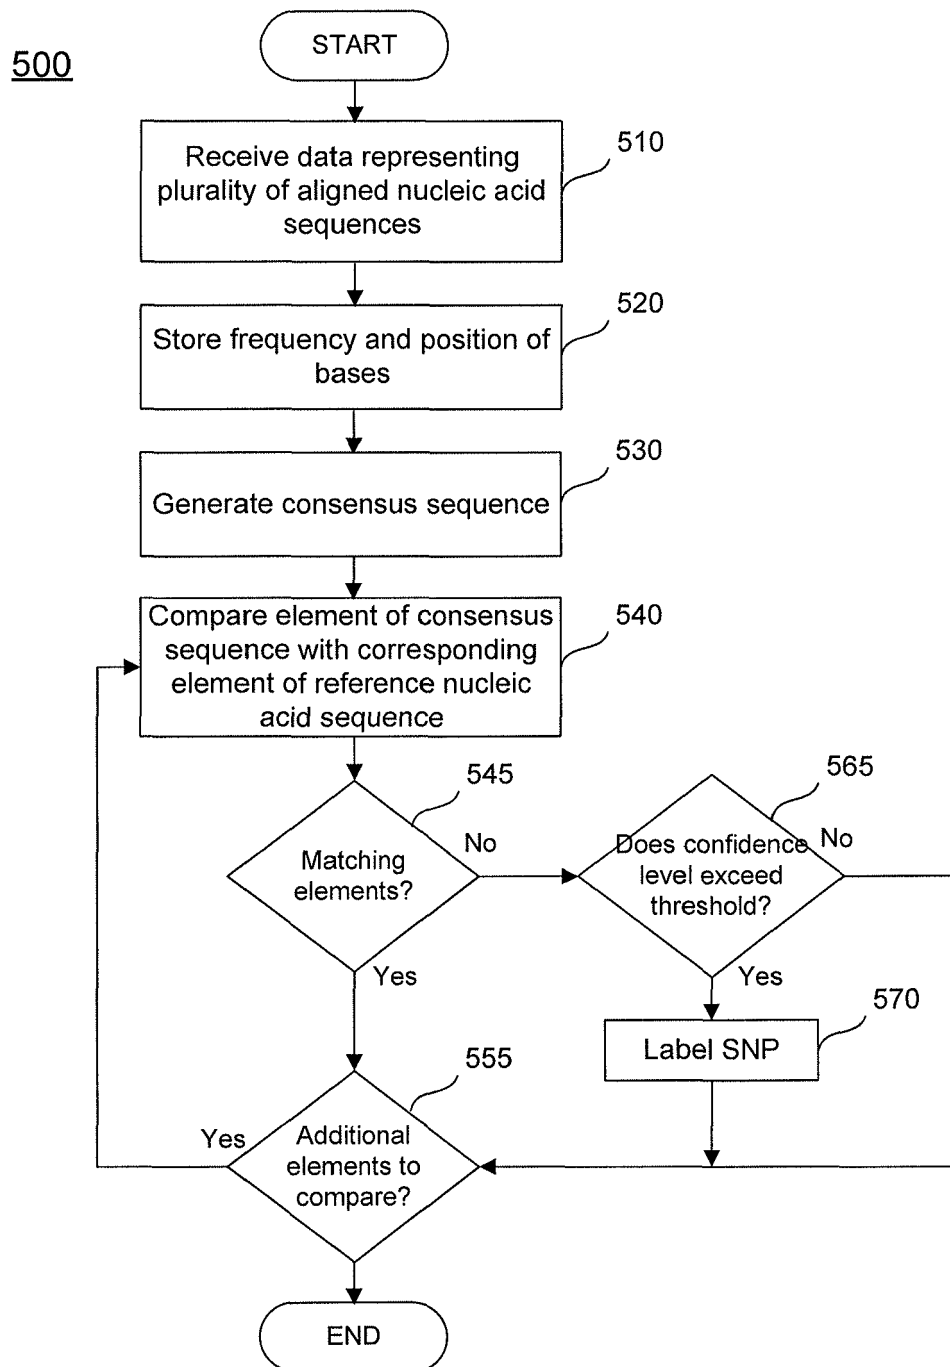 START
500
510
Receive data representing
plurality of aligned nucleic acid
sequences
520
Store frequency and position of
bases
530
Generate consensus sequence
540
Compare element of consensus
sequence with corresponding
element of reference nucleic
acid sequence
545
565
No
No
Matching
elements?
Does confidence
level exceed
threshold?
Yes
Yes
570
Label SNP
555
Yes
Additional
elements to
compare?
END